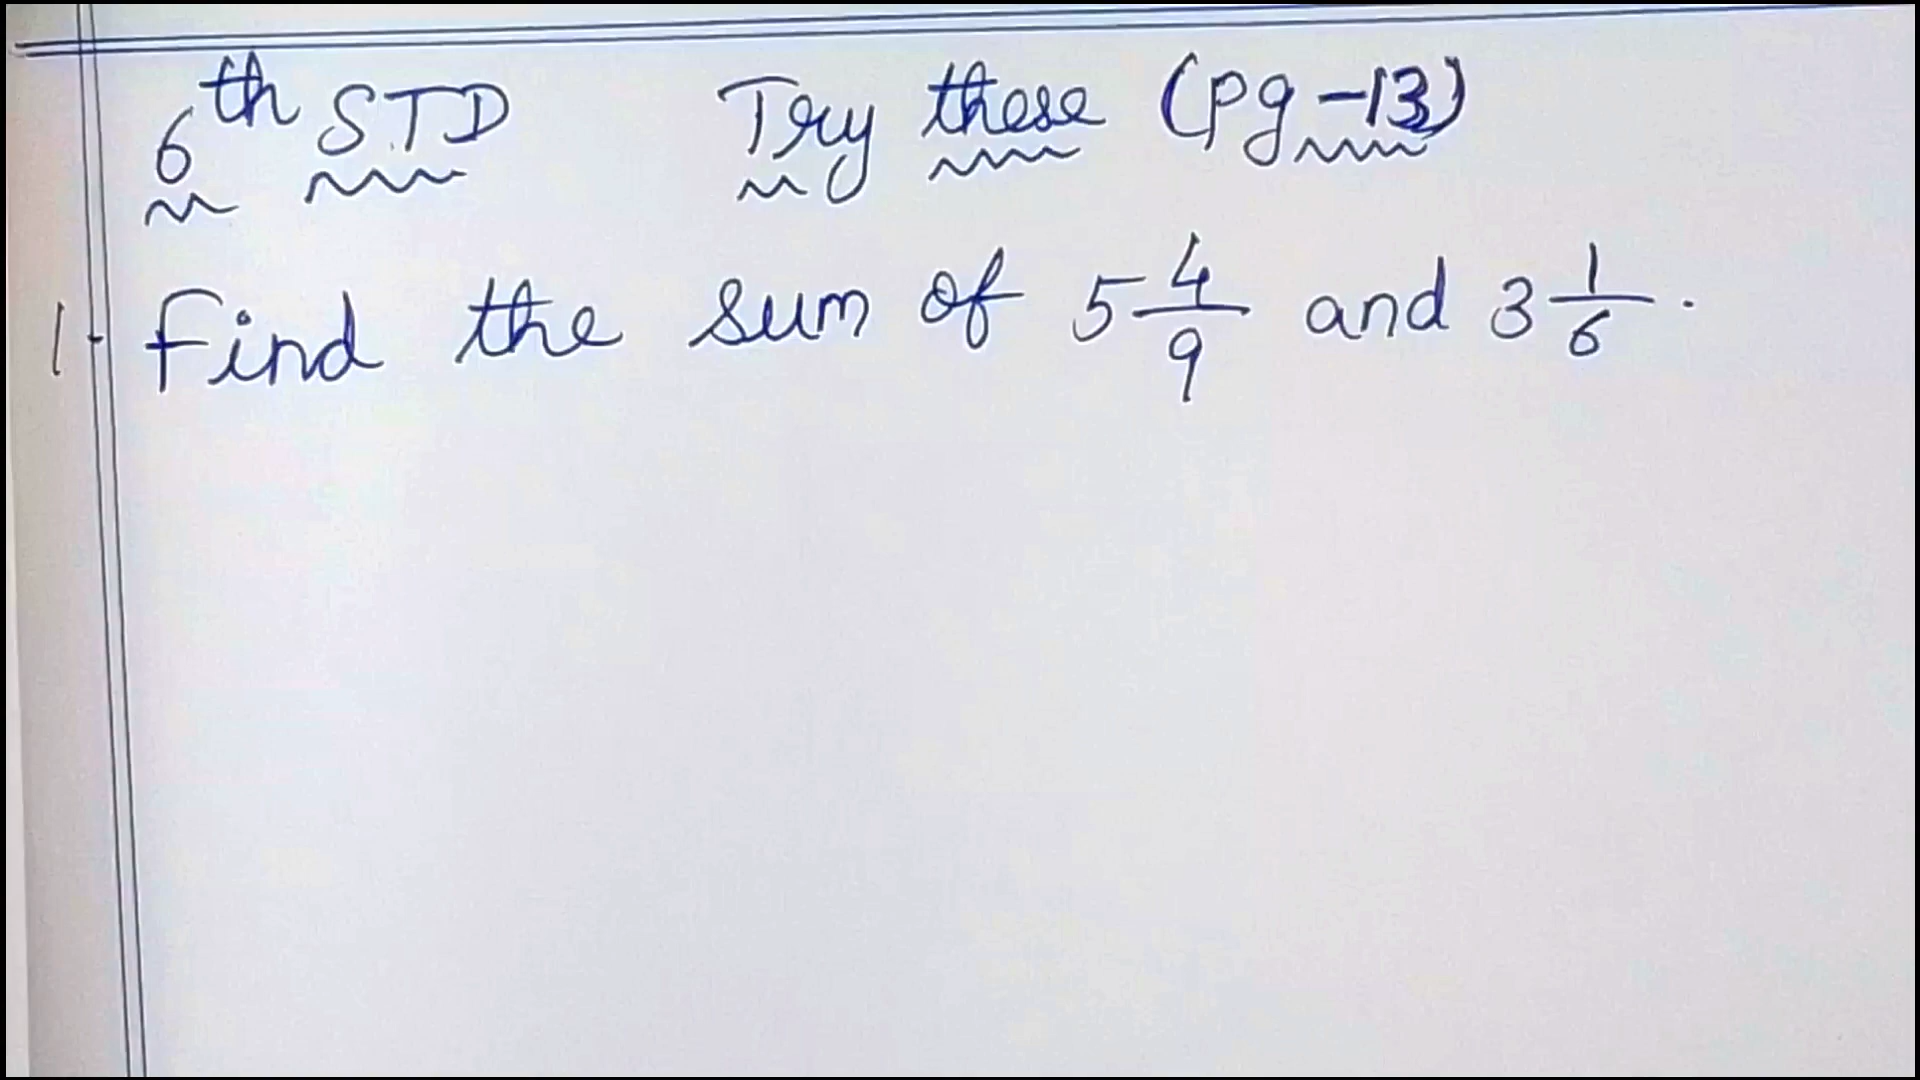 6th STD Try these (pg-13)
1. Find the sum of 5 4/9 and 3 1/6.